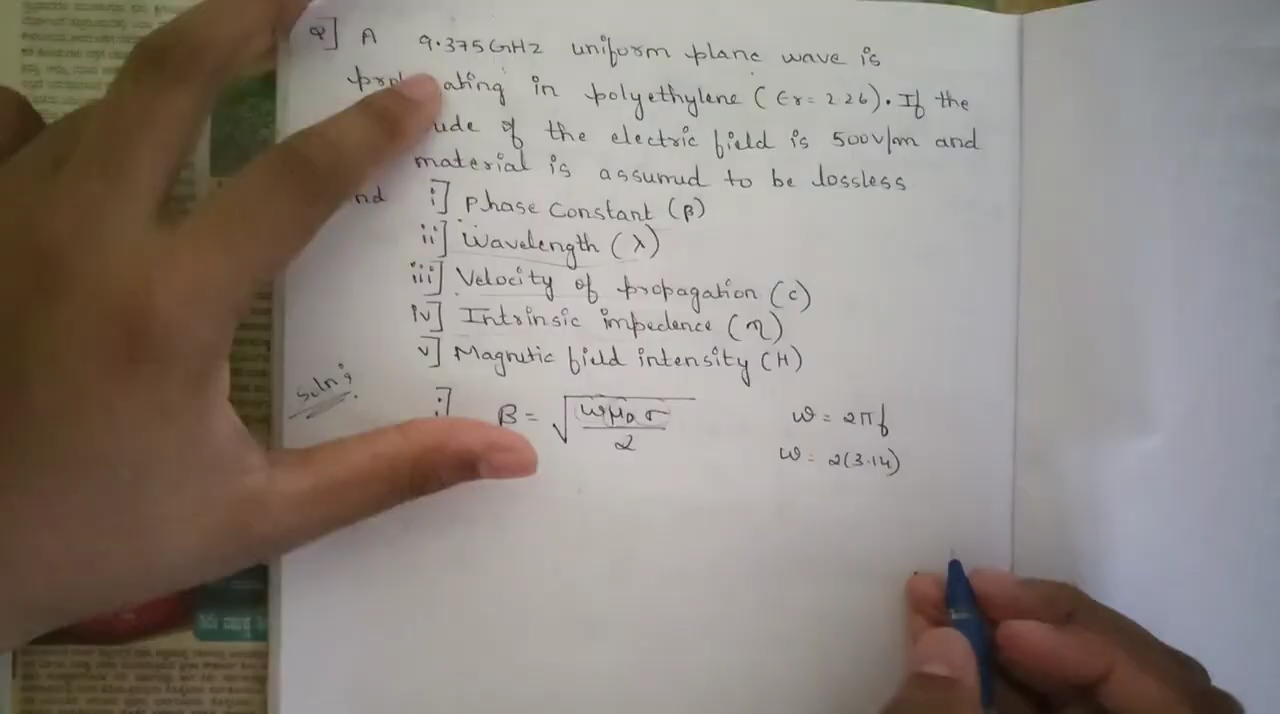 Q] A 9.375GHz uniform plane wave is
ating in polyethylene (Er = 2.26). If the
ude of the electric field is 500v/m and
material is assumed to be lossless
nd i] Phase Constant (β)
ii] Wavelength (λ)
iii] Velocity of propagation (c)
iv] Intrinsic impedence (η)
v] Magnetic field intensity (H)
Soln:
i] β = √ωμ₀σ/2 ω = 2πf
ω = 2(3.14)